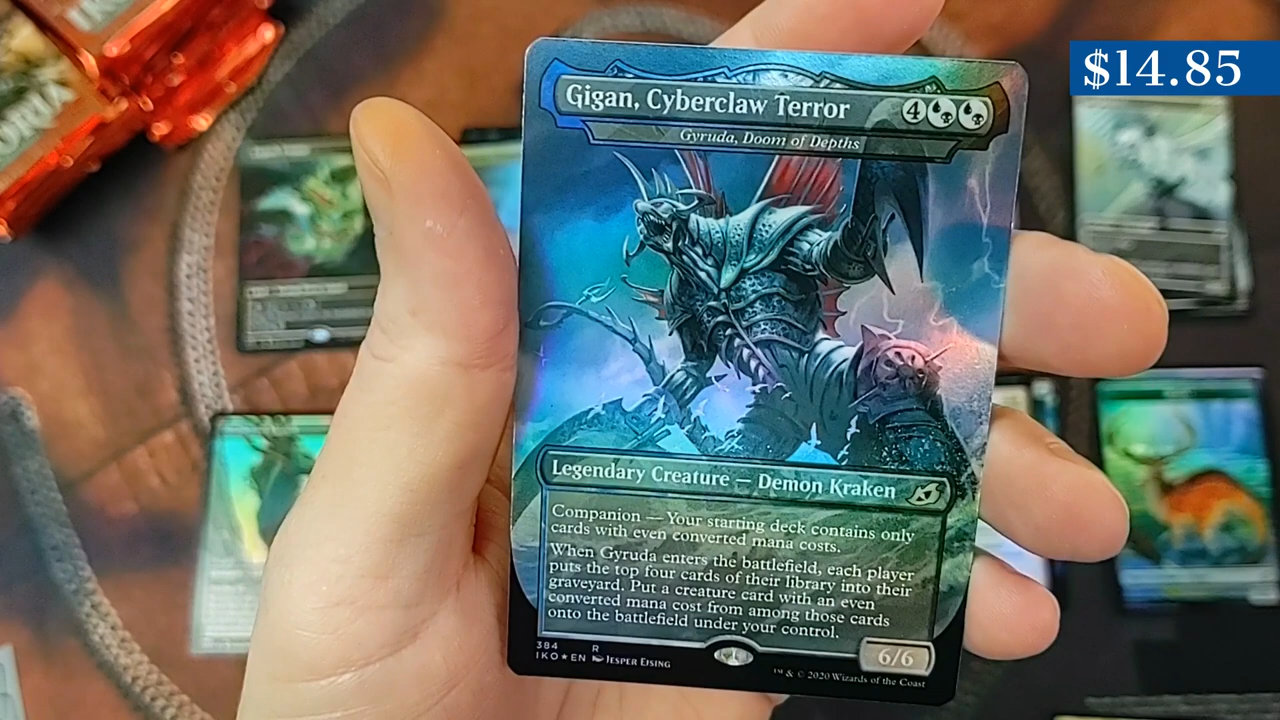 $14.85
Gigan, Cyberclaw Terror
4
Gyruda, Doom of Depths
Legendary Creature — Demon Kraken
Companion — Your starting deck contains only
cards with even converted mana costs.
When Gyruda enters the battlefield, each player
puts the top four cards of their library into their
graveyard. Put a creature card with an even
converted mana cost from among those cards
onto the battlefield under your control.
6/6
384 R
IKO★EN Jesper Eising
™ & © 2020 Wizards of the Coast